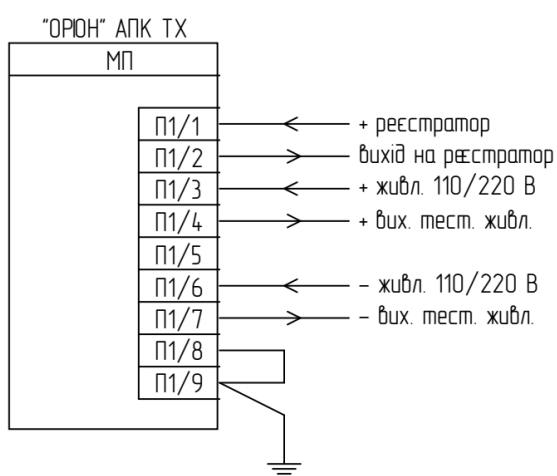 "ОРІОН" АПК ТХ
МП
П1/1 + реєстратор
П1/2 вихід на реєстратор
П1/3 + живл. 110/220 В
П1/4 + вих. тест. живл.
П1/5
П1/6 – живл. 110/220 В
П1/7 – вих. тест. живл.
П1/8
П1/9